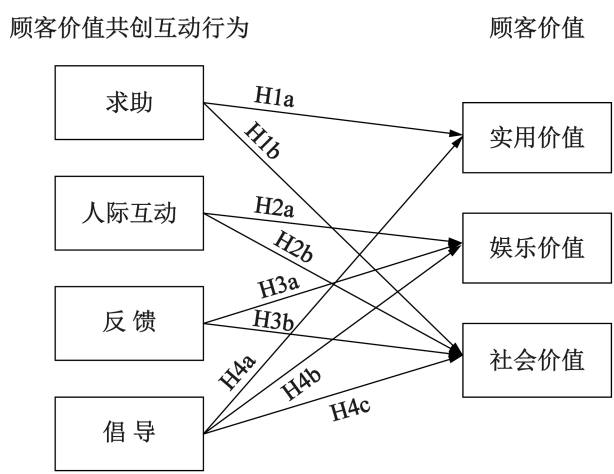 顾客价值共创互动行为
顾客价值
求助
H1a
实用价值
H1b
人际互动
H2a
娱乐价值
H2b
反馈
H3a
H3b
社会价值
H4a
H4b
倡导
H4c